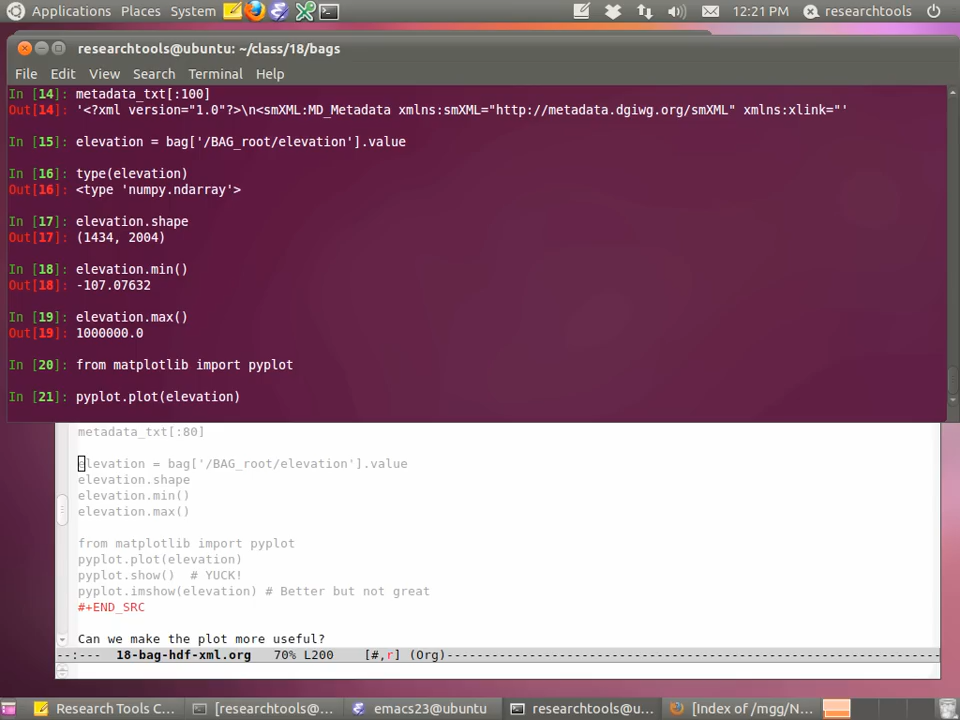 Applications Places System 12:21 PM researchtools
researchtools@ubuntu: ~/class/18/bags
File Edit View Search Terminal Help
In [14]: metadata_txt[:100]
Out[14]: '<?xml version="1.0"?>\n<smXML:MD_Metadata xmlns:smXML="http://metadata.dgiwg.org/smXML" xmlns:xlink="'
In [15]: elevation = bag['/BAG_root/elevation'].value
In [16]: type(elevation)
Out[16]: <type 'numpy.ndarray'>
In [17]: elevation.shape
Out[17]: (1434, 2004)
In [18]: elevation.min()
Out[18]: -107.07632
In [19]: elevation.max()
Out[19]: 1000000.0
In [20]: from matplotlib import pyplot
In [21]: pyplot.plot(elevation)
metadata_txt[:80]
elevation = bag['/BAG_root/elevation'].value
elevation.shape
elevation.min()
elevation.max()
from matplotlib import pyplot
pyplot.plot(elevation)
pyplot.show()  # YUCK!
pyplot.imshow(elevation) # Better but not great
#+END_SRC
Can we make the plot more useful?
--:--- 18-bag-hdf-xml.org 70% L200 [#,r] (Org)--------------------------------------------------
Research Tools C... [researchtools@... emacs23@ubuntu researchtools@u... [Index of /mgg/N...